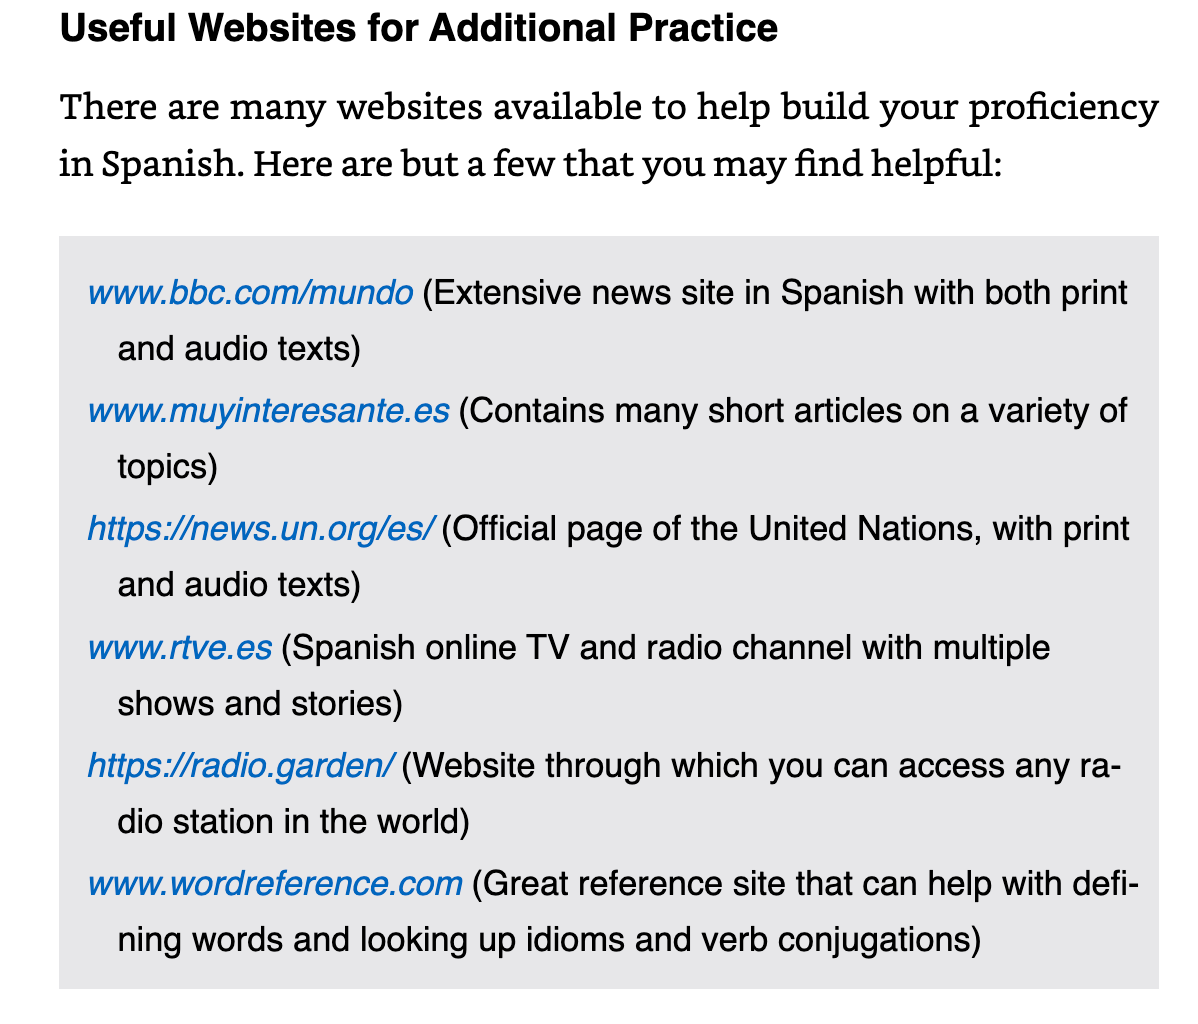 Useful Websites for Additional Practice
There are many websites available to help build your proficiency
in Spanish. Here are but a few that you may find helpful:
www.bbc.com/mundo (Extensive news site in Spanish with both print
and audio texts)
www.muyinteresante.es (Contains many short articles on a variety of
topics)
https://news.un.org/es/ (Official page of the United Nations, with print
and audio texts)
www.rtve.es (Spanish online TV and radio channel with multiple
shows and stories)
https://radio.garden/ (Website through which you can access any ra-
dio station in the world)
www.wordreference.com (Great reference site that can help with defi-
ning words and looking up idioms and verb conjugations)